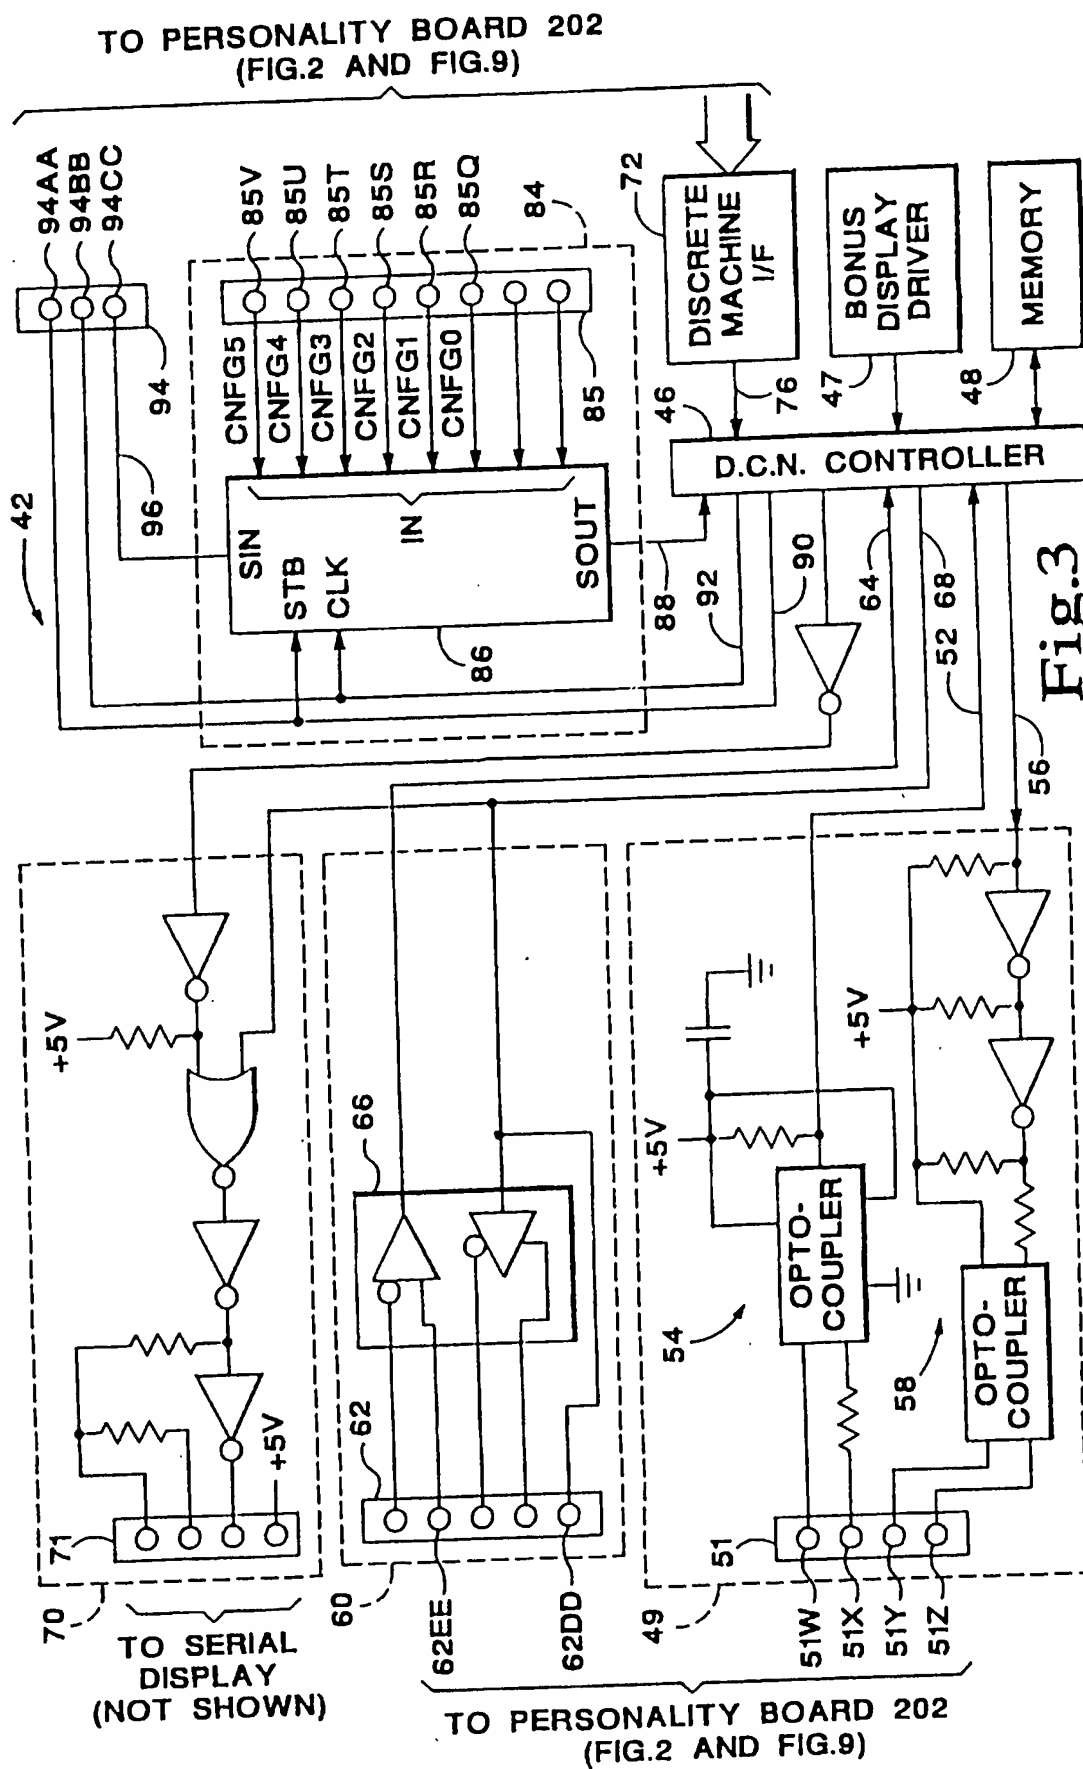 TO PERSONALITY BOARD 202
(FIG.2 AND FIG.9)
94AA
94BB
94CC
94
42
96
85V
85U
85T
85S
85R
85Q
84
CNFG5
CNFG4
CNFG3
CNFG2
CNFG1
CNFG0
85
SIN
STB
CLK
IN
SOUT
86
88
72
DISCRETE
MACHINE
I/F
76
BONUS
DISPLAY
DRIVER
47
MEMORY
48
46
D.C.N. CONTROLLER
92
90
64
68
52
56
Fig.3
+5V
71
+5V
70
TO SERIAL
DISPLAY
(NOT SHOWN)
66
62
60
62EE
62DD
+5V
OPTO-
COUPLER
54
+5V
OPTO-
COUPLER
58
51
49
51W
51X
51Y
51Z
TO PERSONALITY BOARD 202
(FIG.2 AND FIG.9)